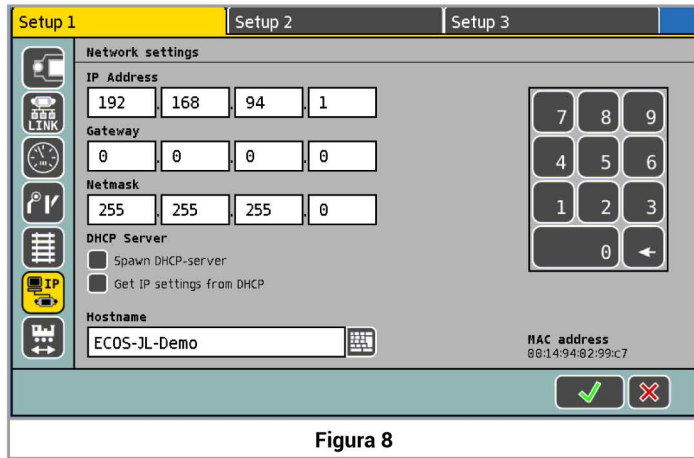 Setup 1 Setup 2 Setup 3
Network settings
IP Address
192 . 168 . 94 . 1
Gateway
0 . 0 . 0 . 0
Netmask
255 . 255 . 255 . 0
DHCP Server
Spawn DHCP-server
Get IP settings from DHCP
Hostname
ECOS-JL-Demo
LINK
IP
7 8 9
4 5 6
1 2 3
0
MAC address
00:14:94:02:99:c7
Figura 8